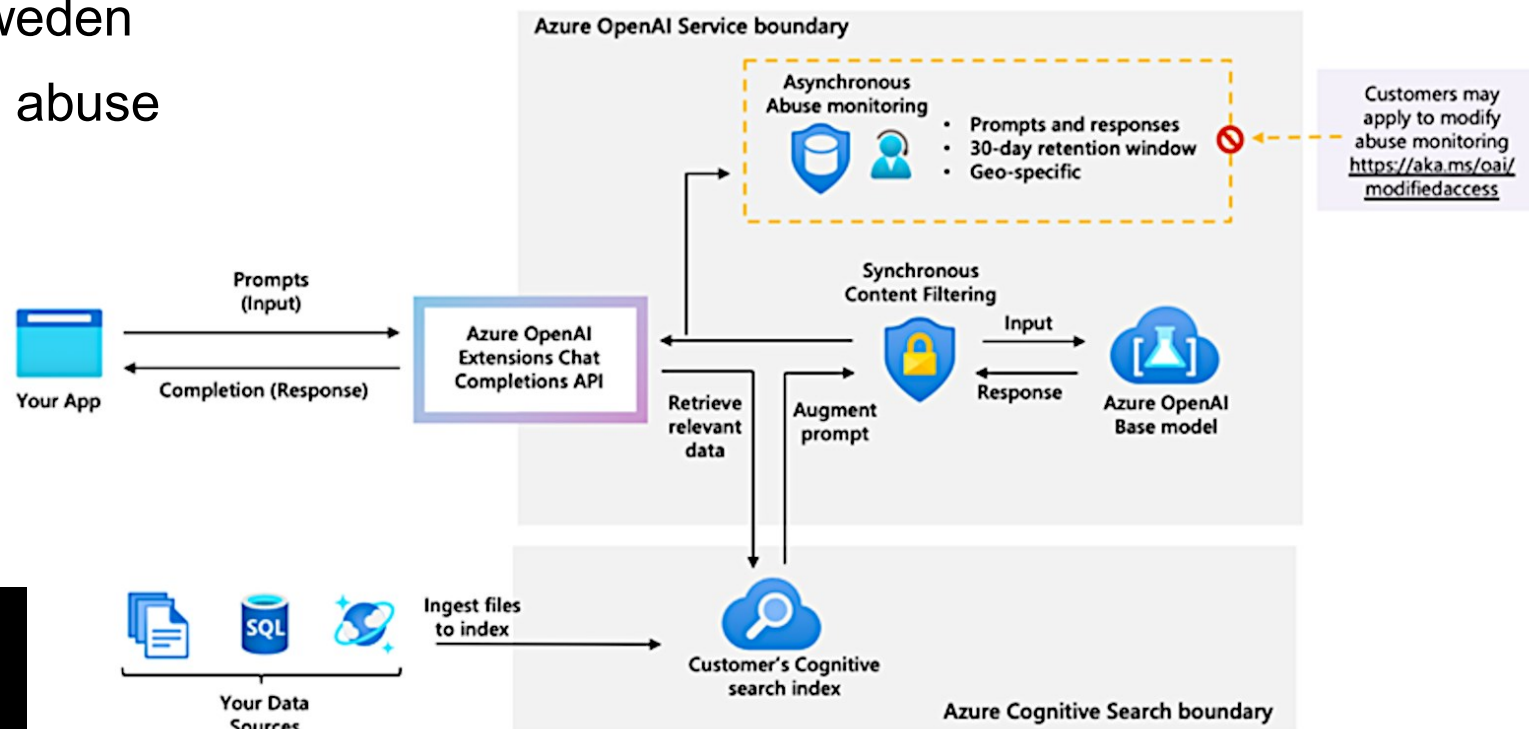 abuse
Azure OpenAI Service boundary
Asynchronous
Abuse monitoring
• Prompts and responses
• 30-day retention window
• Geo-specific
Customers may
apply to modify
abuse monitoring
https://aka.ms/oai/
modifiedaccess
Prompts
(Input)
Synchronous
Content Filtering
Azure OpenAI
Extensions Chat
Completions API
Input
Response
Your App
Completion (Response)
Azure OpenAI
Base model
Retrieve
relevant
data
Augment
prompt
SQL
Ingest files
to index
Customer's Cognitive
search index
Your Data
Sources
Azure Cognitive Search boundary